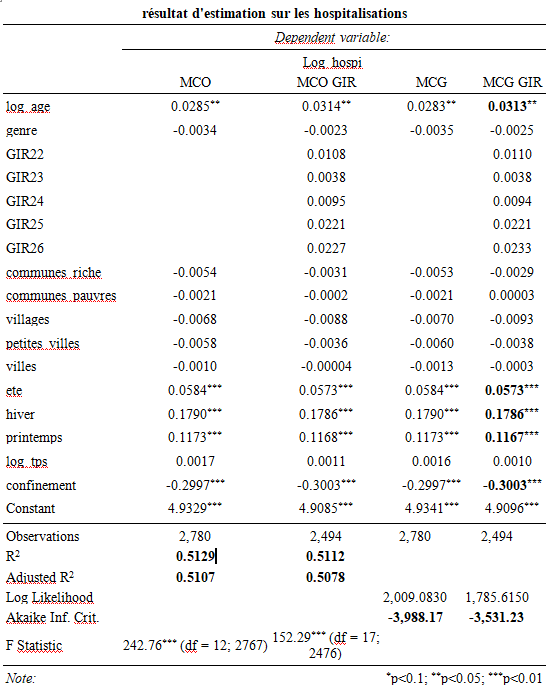 résultat d'estimation sur les hospitalisations
Dependent variable:
Log_hospi
MCO MCO GIR MCG MCG GIR
log_age 0.0285** 0.0314** 0.0283** 0.0313**
genre -0.0034 -0.0023 -0.0035 -0.0025
GIR22 0.0108 0.0110
GIR23 0.0038 0.0038
GIR24 0.0095 0.0094
GIR25 0.0221 0.0221
GIR26 0.0227 0.0233
communes_riche -0.0054 -0.0031 -0.0053 -0.0029
communes_pauvres -0.0021 -0.0002 -0.0021 0.00003
villages -0.0068 -0.0088 -0.0070 -0.0093
petites_villes -0.0058 -0.0036 -0.0060 -0.0038
villes -0.0010 -0.00004 -0.0013 -0.0003
ete 0.0584*** 0.0573*** 0.0584*** 0.0573***
hiver 0.1790*** 0.1786*** 0.1790*** 0.1786***
printemps 0.1173*** 0.1168*** 0.1173*** 0.1167***
log_tps 0.0017 0.0011 0.0016 0.0010
confinement -0.2997*** -0.3003*** -0.2997*** -0.3003***
Constant 4.9329*** 4.9085*** 4.9341*** 4.9096***
Observations 2,780 2,494 2,780 2,494
R² 0.5129 0.5112
Adjusted R² 0.5107 0.5078
Log Likelihood 2,009.0830 1,785.6150
Akaike Inf. Crit. -3,988.17 -3,531.23
F Statistic 242.76*** (df = 12; 2767) 152.29*** (df = 17;
2476)
Note: *p<0.1; **p<0.05; ***p<0.01